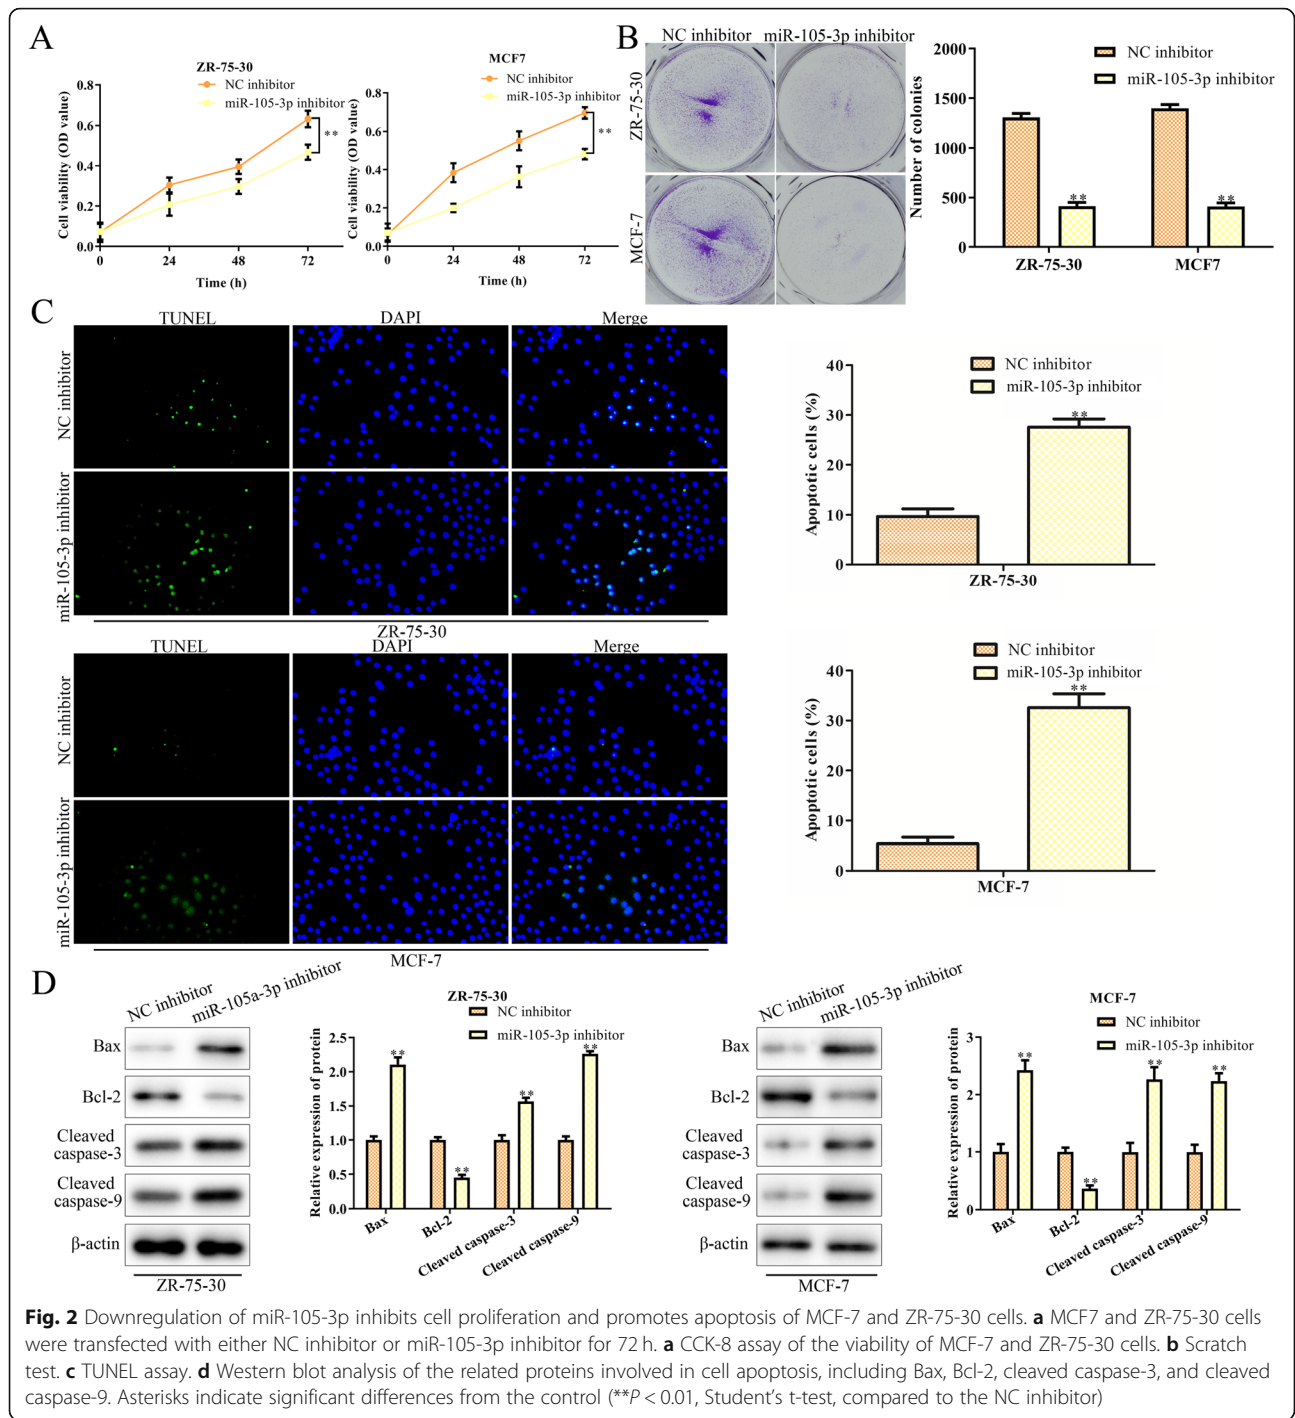 A
ZR-75-30
NC inhibitor
miR-105-3p inhibitor
Cell viability (OD value)
0.8
0.6
0.4
0.2
0.0
**
0 24 48 72
Time (h)
MCF7
NC inhibitor
miR-105-3p inhibitor
Cell viability (OD value)
0.8
0.6
0.4
0.2
0.0
**
0 24 48 72
Time (h)
B
NC inhibitor miR-105-3p inhibitor
ZR-75-30
MCF-7
NC inhibitor
miR-105-3p inhibitor
Number of colonies
2000
1500
1000
500
0
** **
ZR-75-30 MCF7
C
TUNEL DAPI Merge
NC inhibitor
miR-105-3p inhibitor
ZR-75-30
TUNEL DAPI Merge
NC inhibitor
miR-105-3p inhibitor
MCF-7
NC inhibitor
miR-105-3p inhibitor
Apoptotic cells (%)
40
30
20
10
0
**
ZR-75-30
NC inhibitor
miR-105-3p inhibitor
Apoptotic cells (%)
40
30
20
10
0
**
MCF-7
D
NC inhibitor miR-105a-3p inhibitor
Bax
Bcl-2
Cleaved
caspase-3
Cleaved
caspase-9
β-actin
ZR-75-30
ZR-75-30
NC inhibitor
miR-105-3p inhibitor
Relative expression of protein
2.5
2.0
1.5
1.0
0.5
0.0
** ** ** **
Bax Bcl-2 Cleaved caspase-3 Cleaved caspase-9
NC inhibitor miR-105-3p inhibitor
Bax
Bcl-2
Cleaved
caspase-3
Cleaved
caspase-9
β-actin
MCF-7
MCF-7
NC inhibitor
miR-105-3p inhibitor
Relative expression of protein
3
2
1
0
** ** ** **
Bax Bcl-2 Cleaved caspase-3 Cleaved caspase-9
Fig. 2 Downregulation of miR-105-3p inhibits cell proliferation and promotes apoptosis of MCF-7 and ZR-75-30 cells. a MCF7 and ZR-75-30 cells
were transfected with either NC inhibitor or miR-105-3p inhibitor for 72 h. a CCK-8 assay of the viability of MCF-7 and ZR-75-30 cells. b Scratch
test. c TUNEL assay. d Western blot analysis of the related proteins involved in cell apoptosis, including Bax, Bcl-2, cleaved caspase-3, and cleaved
caspase-9. Asterisks indicate significant differences from the control (**P < 0.01, Student's t-test, compared to the NC inhibitor)